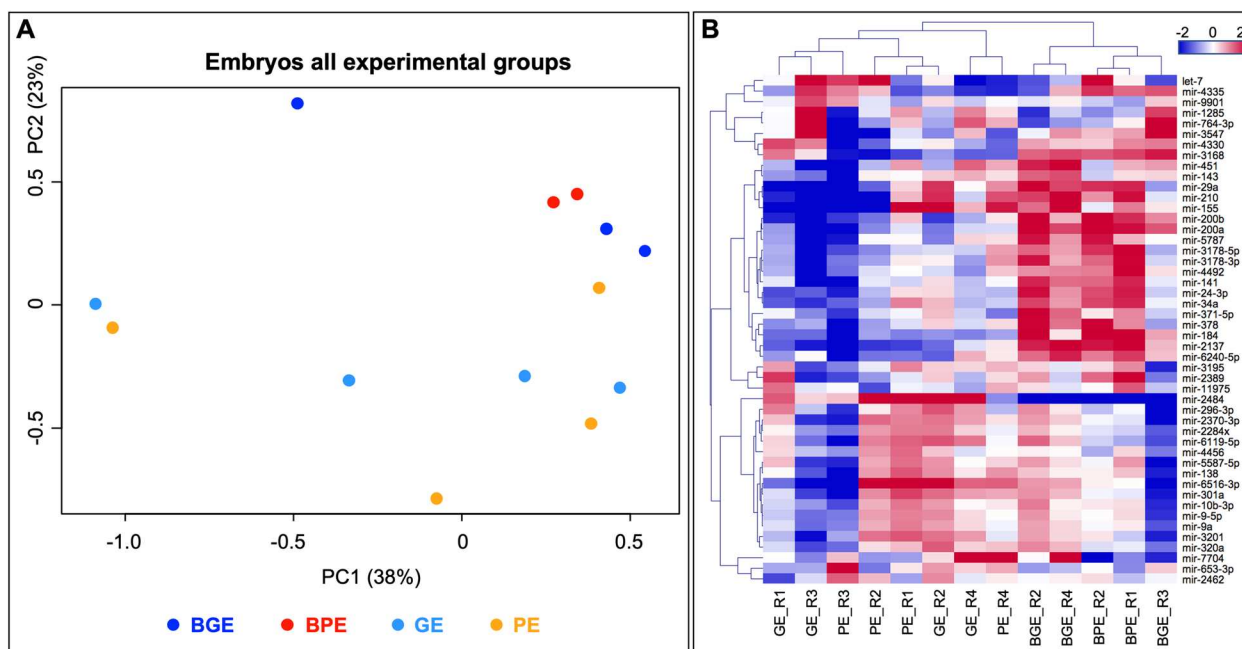 A
Embryos all experimental groups
PC2 (23%)
0.5
0
-0.5
-1.0
-0.5
0
0.5
PC1 (38%)
BGE
BPE
GE
PE
B
-2
0
2
let-7
mir-4335
mir-9901
mir-1285
mir-764-3p
mir-3547
mir-4330
mir-3168
mir-451
mir-143
mir-29a
mir-210
mir-155
mir-200b
mir-200a
mir-5787
mir-3178-5p
mir-3178-3p
mir-4492
mir-141
mir-24-3p
mir-34a
mir-371-5p
mir-378
mir-184
mir-2137
mir-6240-5p
mir-3195
mir-2389
mir-11975
mir-2484
mir-296-3p
mir-2370-3p
mir-2284x
mir-6119-5p
mir-4456
mir-5587-5p
mir-138
mir-6516-3p
mir-301a
mir-10b-3p
mir-9-5p
mir-9a
mir-3201
mir-320a
mir-7704
mir-653-3p
mir-2462
GE_R1
GE_R3
PE_R3
PE_R2
PE_R1
GE_R2
GE_R4
PE_R4
BGE_R2
BGE_R4
BPE_R2
BPE_R1
BGE_R3